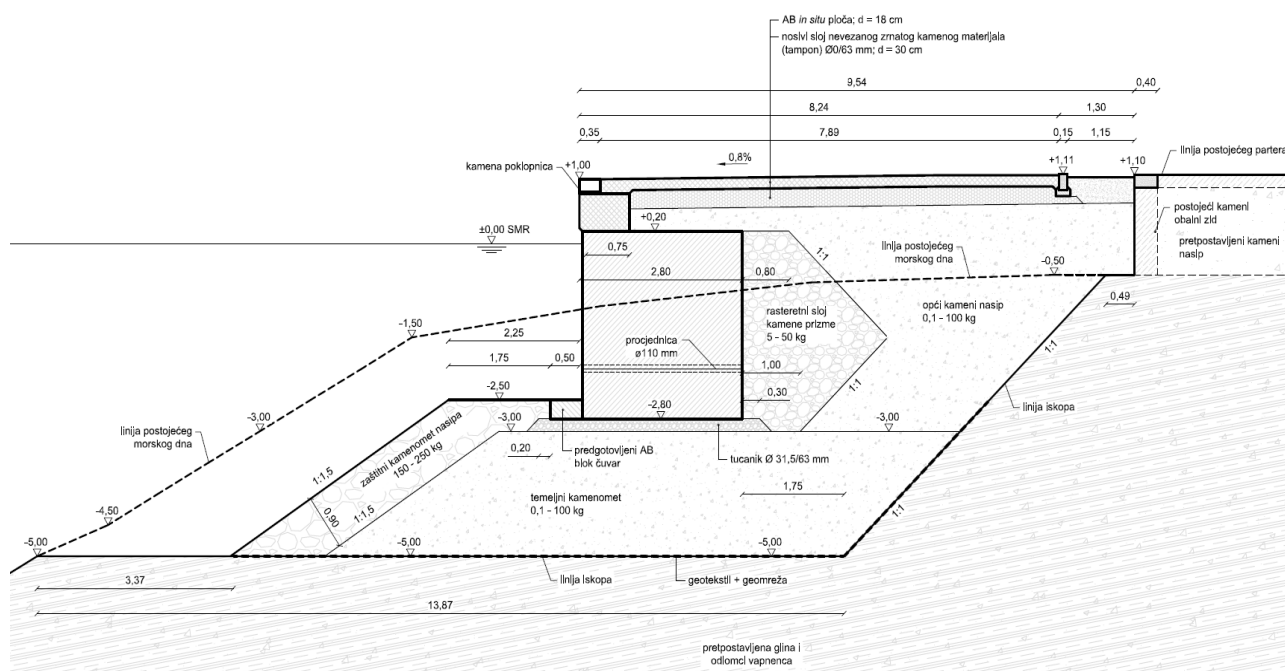 AB in situ ploča; d = 18 cm
nosivi sloj nevezanog zrnatog kamenog materijala
(tampon) Ø0/63 mm; d = 30 cm
9,54
0,40
8,24
1,30
0,35
7,89
0,15
1,15
linija postojećeg partera
kamena poklopnica
+1,00
0,8%
+1,11
+1,10
postojeći kameni
obalni zid
pretpostavljeni kameni
nasip
+0,20
±0,00 SMR
0,75
1:1
linija postojećeg
morskog dna
-0,50
2,80
0,80
0,49
rasteretni sloj
kamene prizme
5 - 50 kg
opći kameni nasip
0,1 - 100 kg
-1,50
2,25
procjednica
ø110 mm
1:1
1,75
0,50
1,00
1:1
-2,50
0,30
linija iskopa
-3,00
-2,80
-3,00
-3,00
linija postojećeg
morskog dna
predgotovljeni AB
blok čuvar
tucanik Ø 31,5/63 mm
0,20
zaštitni kamenomet nasipa
150 - 250 kg
1:1,5
1:1,5
0,90
temeljni kamenomet
0,1 - 100 kg
1,75
1:1
-4,50
-5,00
-5,00
-5,00
linija iskopa
geotekstil + geomreža
3,37
13,87
pretpostavljena glina i
odlomci vapnenca